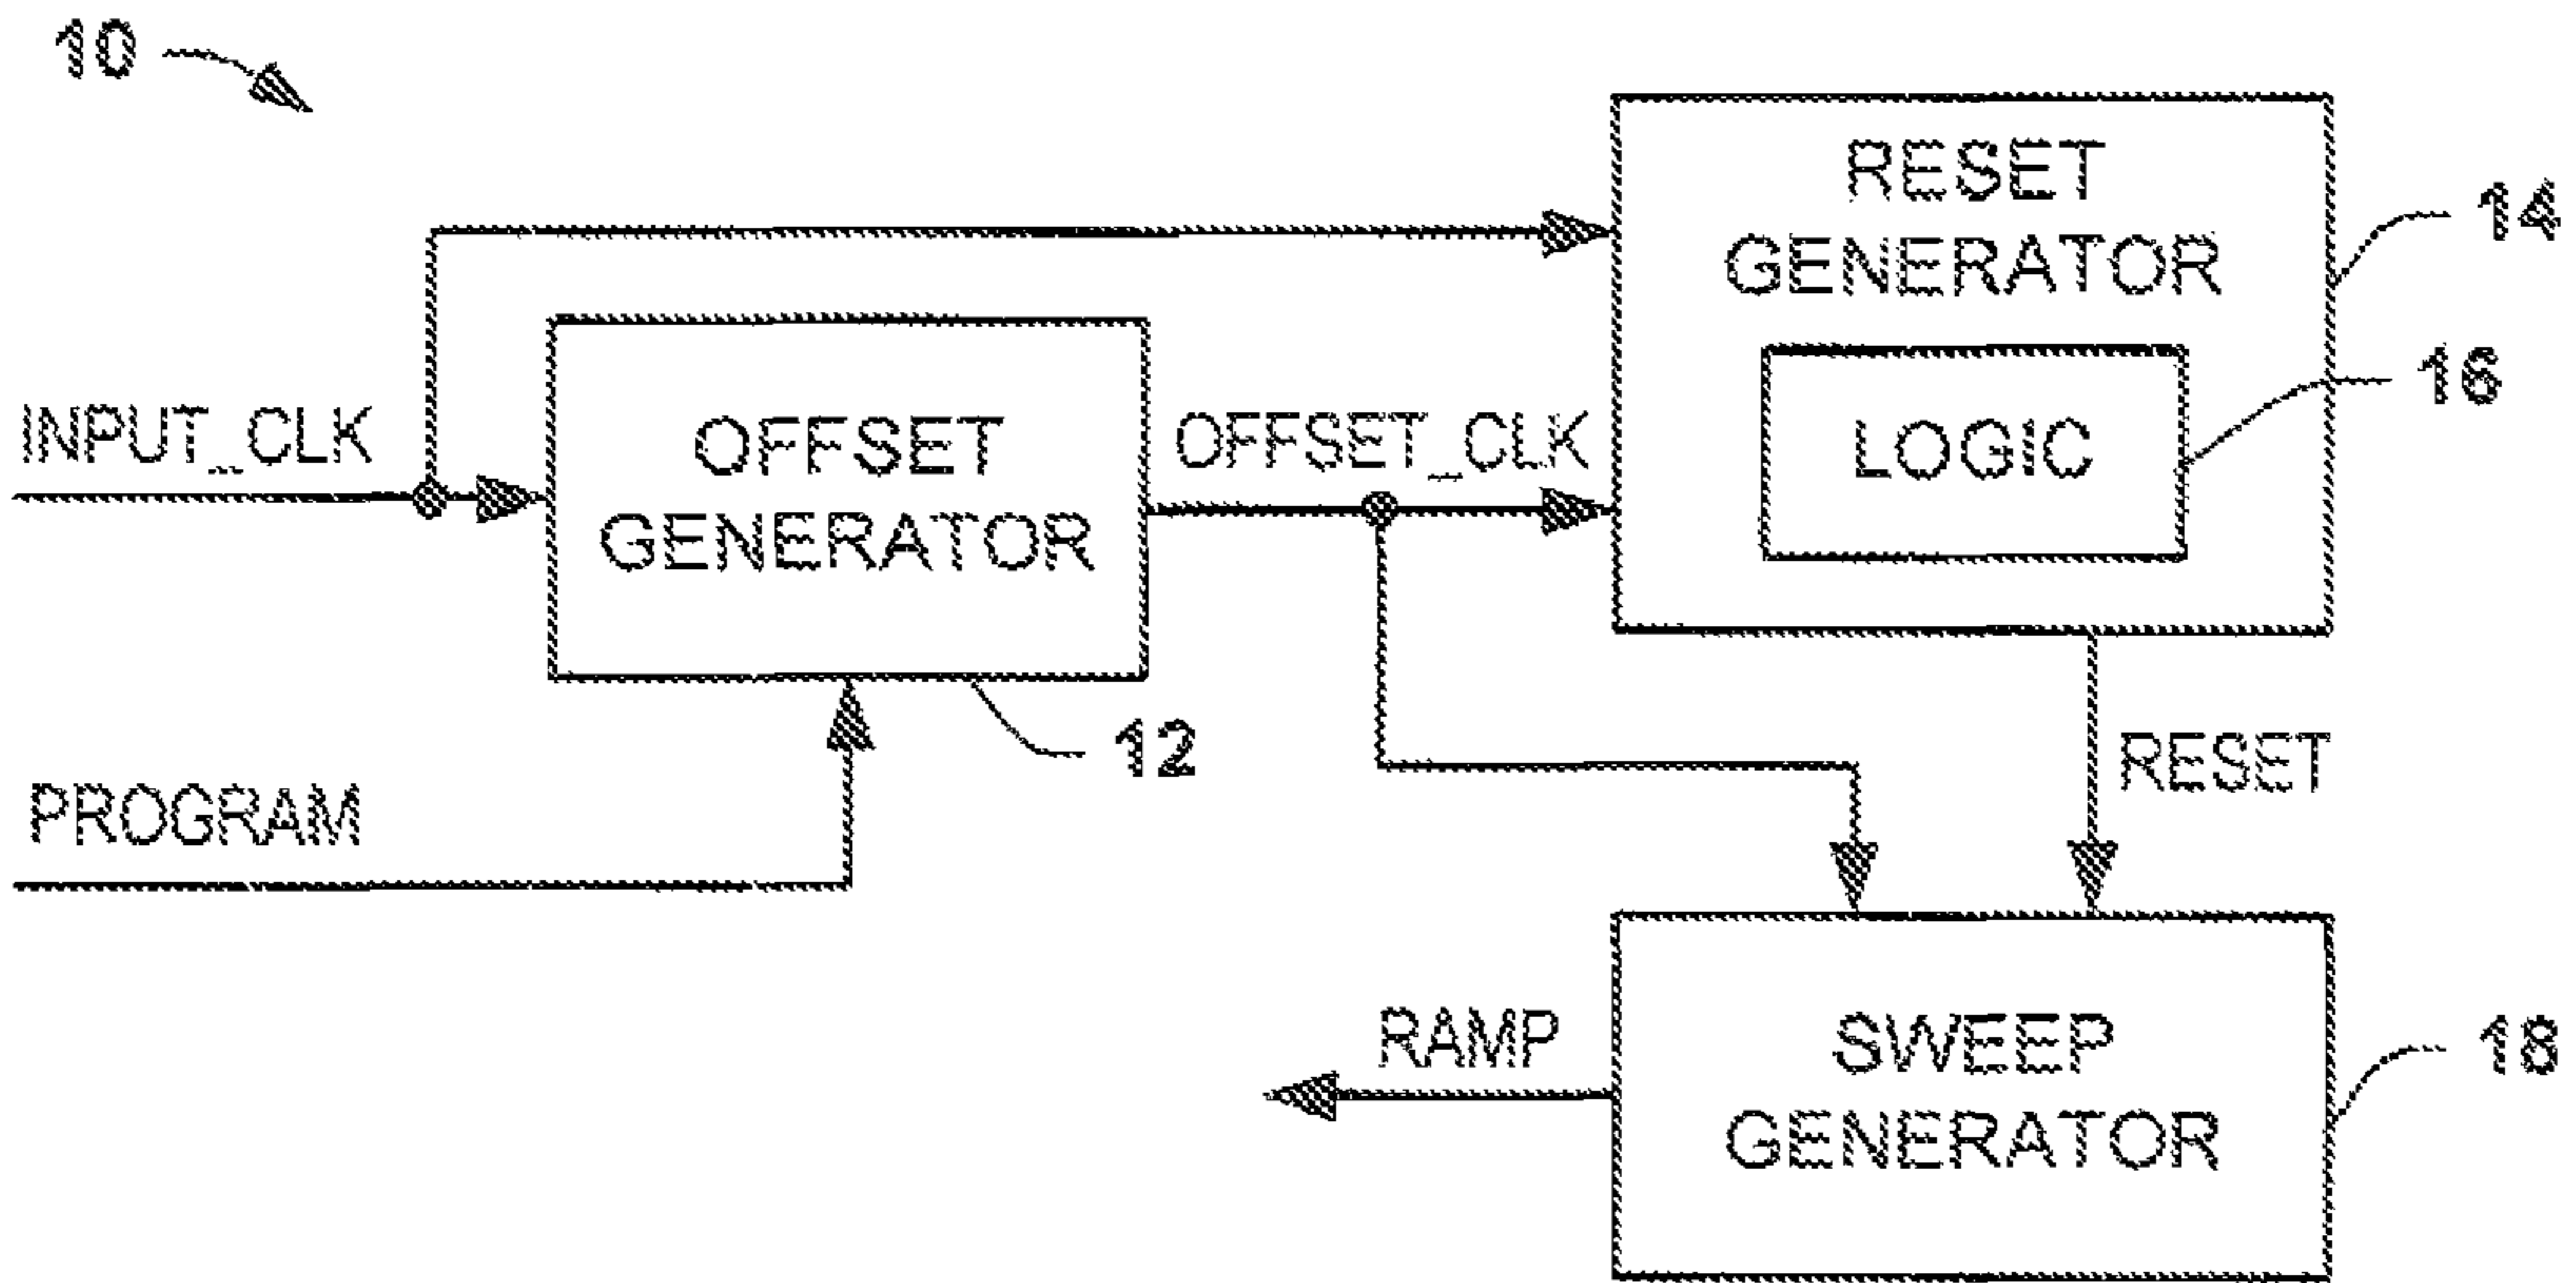 10
RESET
GENERATOR
14
LOGIC
16
INPUT_CLK
OFFSET
GENERATOR
OFFSET_CLK
12
PROGRAM
RESET
RAMP
SWEEP
GENERATOR
18